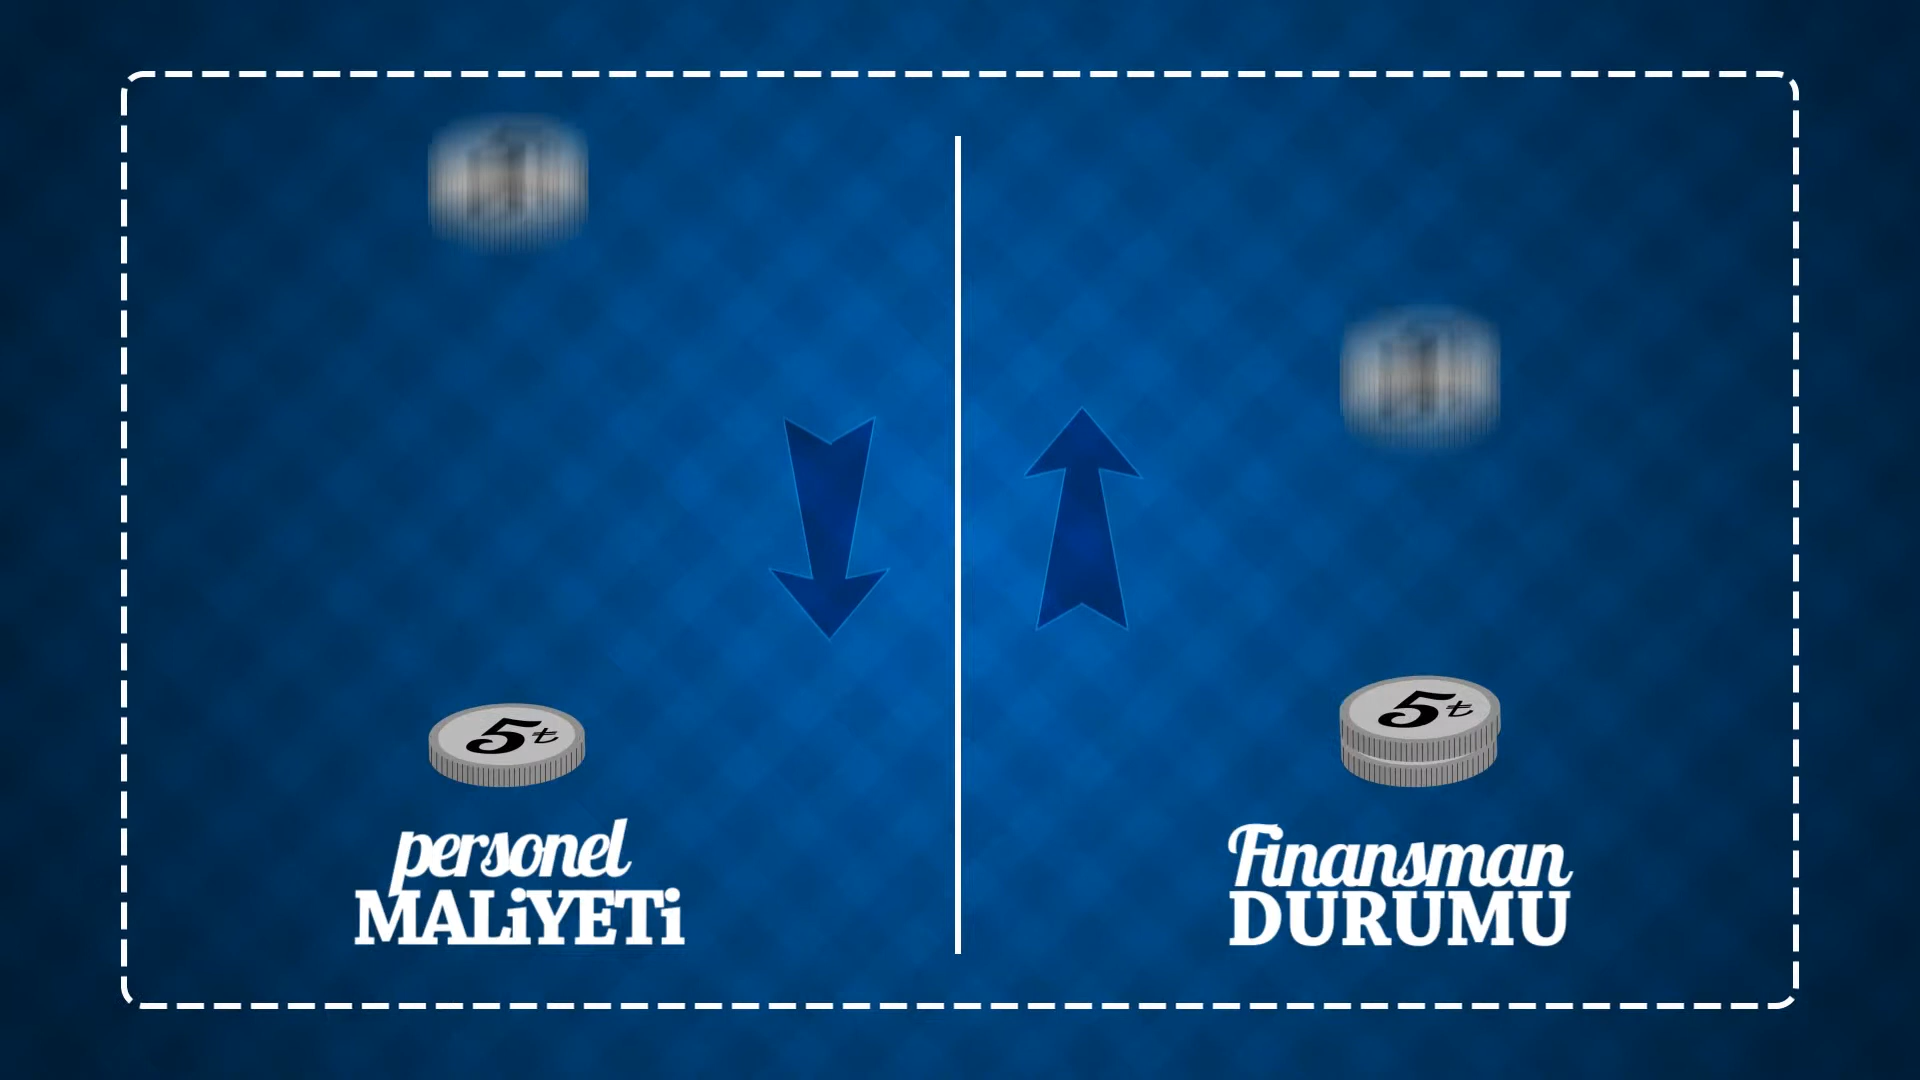 5₺
5₺
personel
MALiYETi
Finansman
DURUMU